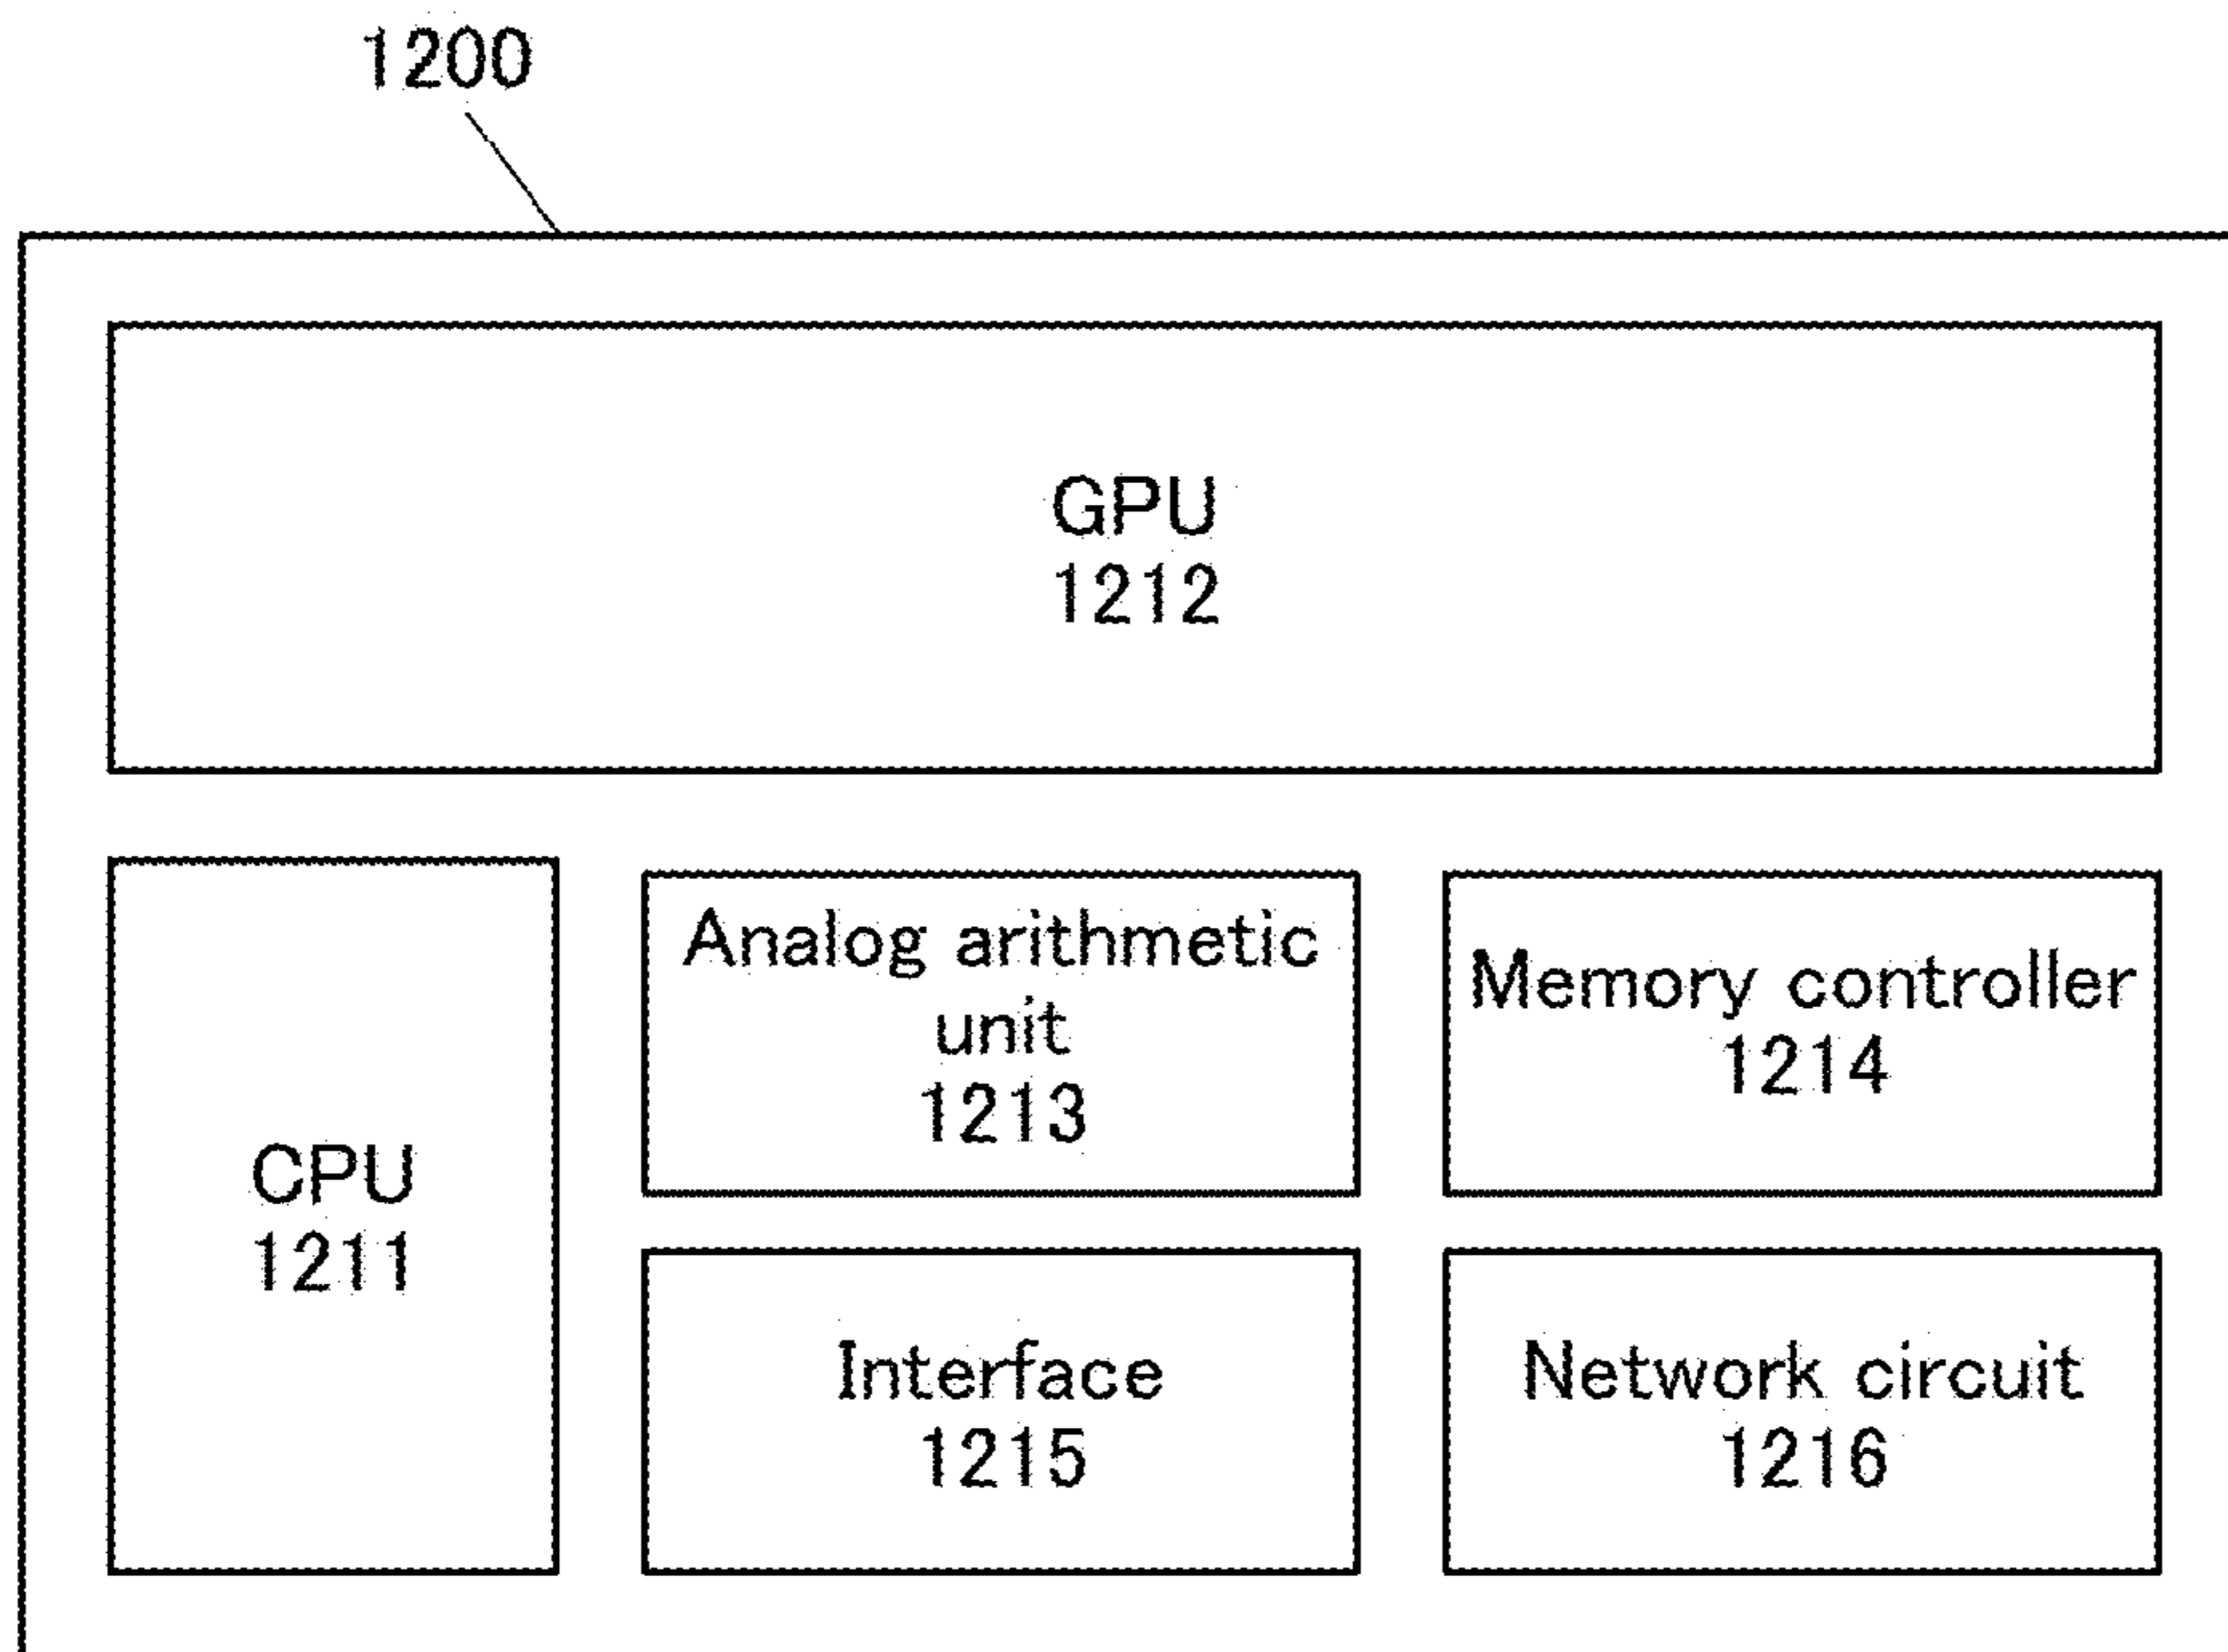 1200
GPU
1212
CPU
1211
Analog arithmetic
unit
1213
Memory controller
1214
Interface
1215
Network circuit
1216